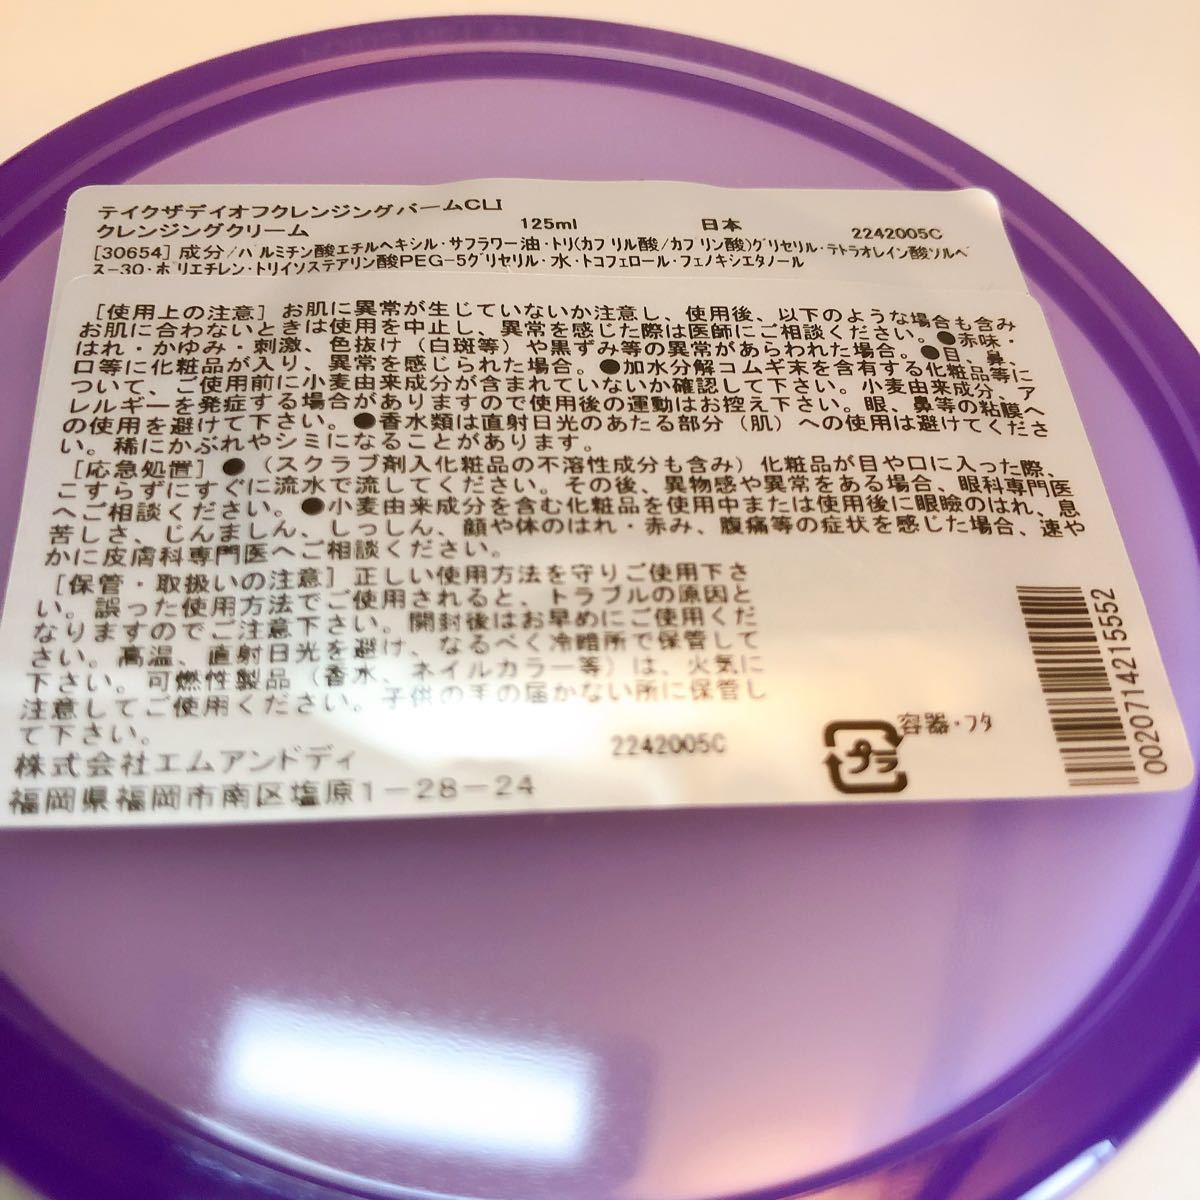 テイクザデイオフクレンジングバームCLI
クレンジングクリーム 125ml 日本 2242005C
[30654] 成分/パルミチン酸エチルヘキシル・サフラワー油・トリ(カプリル酸/カプリン酸)グリセリル・テトラオレイン酸ソルベ
ス-30・ポリエチレン・トリイソステアリン酸PEG-5グリセリル・水・トコフェロール・フェノキシエタノール
［使用上の注意］お肌に異常が生じていないか注意し、使用後、以下のような場合も含み
お肌に合わないときは使用を中止し、異常を感じた際は医師にご相談ください。●赤味・
はれ・かゆみ・刺激、色抜け（白斑等）や黒ずみ等の異常があらわれた場合。●目、鼻、
口等に化粧品が入り、異常を感じられた場合。●加水分解コムギ末を含有する化粧品等に
ついて、ご使用前に小麦由来成分が含まれていないか確認して下さい。小麦由来成分、ア
レルギーを発症する場合がありますので使用後の運動はお控え下さい。眼、鼻等の粘膜へ
の使用を避けて下さい。●香水類は直射日光のあたる部分（肌）への使用は避けてくださ
い。稀にかぶれやシミになることがあります。
［応急処置］●（スクラブ剤入化粧品の不溶性成分も含み）化粧品が目や口に入った際、
こすらずにすぐに流水で流してください。その後、異物感や異常をある場合、眼科専門医
へご相談ください。●小麦由来成分を含む化粧品を使用中または使用後に眼瞼のはれ、息
苦しさ、じんましん、しっしん、顔や体のはれ・赤み、腹痛等の症状を感じた場合、速や
かに皮膚科専門医へご相談ください。
［保管・取扱いの注意］正しい使用方法を守りご使用下さ
い。誤った使用方法でご使用されると、トラブルの原因と
なりますのでご注意下さい。開封後はお早めにご使用くだ
さい。高温、直射日光を避け、なるべく冷暗所で保管して
下さい。可燃性製品（香水、ネイルカラー等）は、火気に
注意してご使用ください。子供の手の届かない所に保管し
て下さい。
2242005C
株式会社エムアンドディ
福岡県福岡市南区塩原1－28－24
プラ
容器・フタ
0020714215552